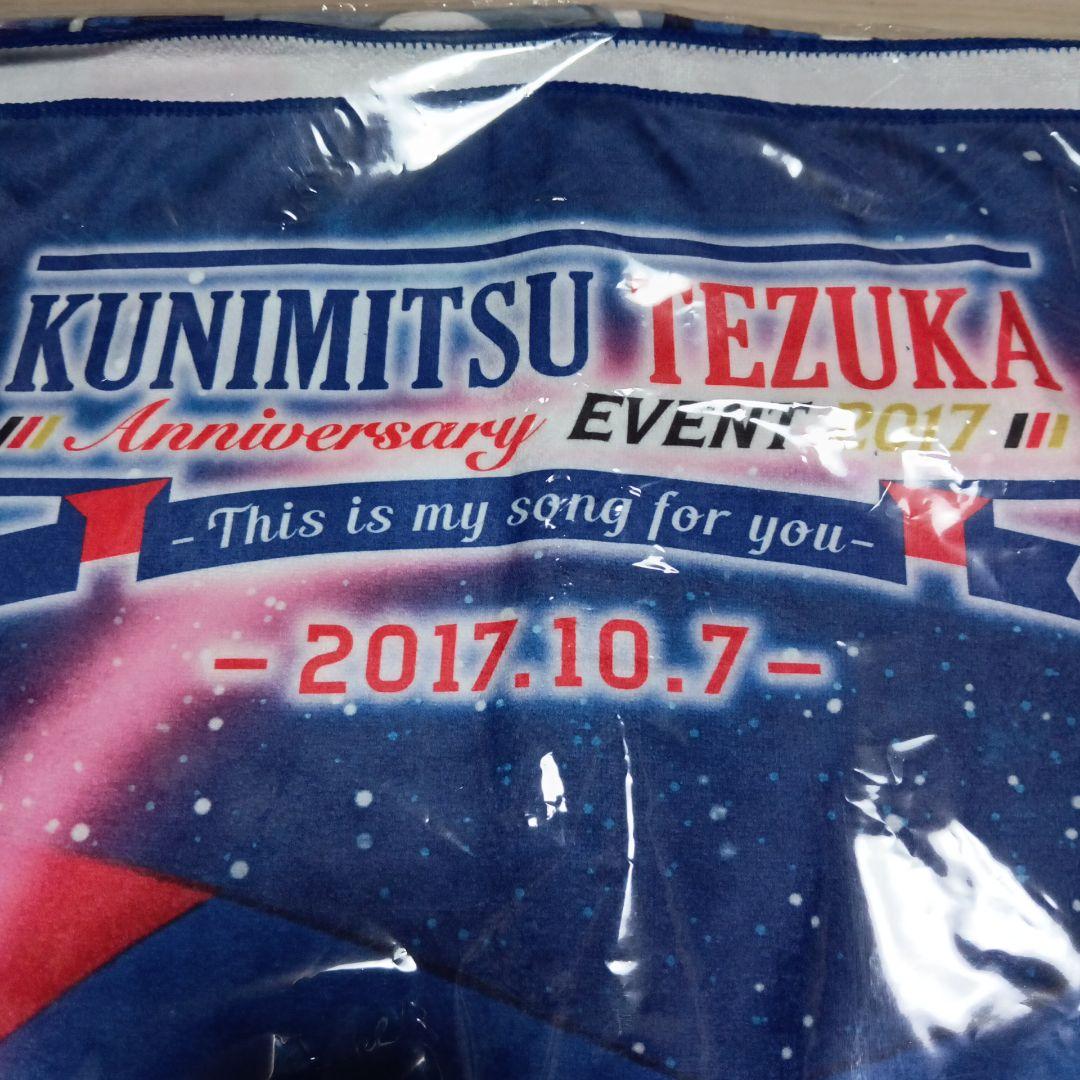 KUNIMITSU TEZUKA
Anniversary EVENT 2017
-This is my song for you-
-2017.10.7-